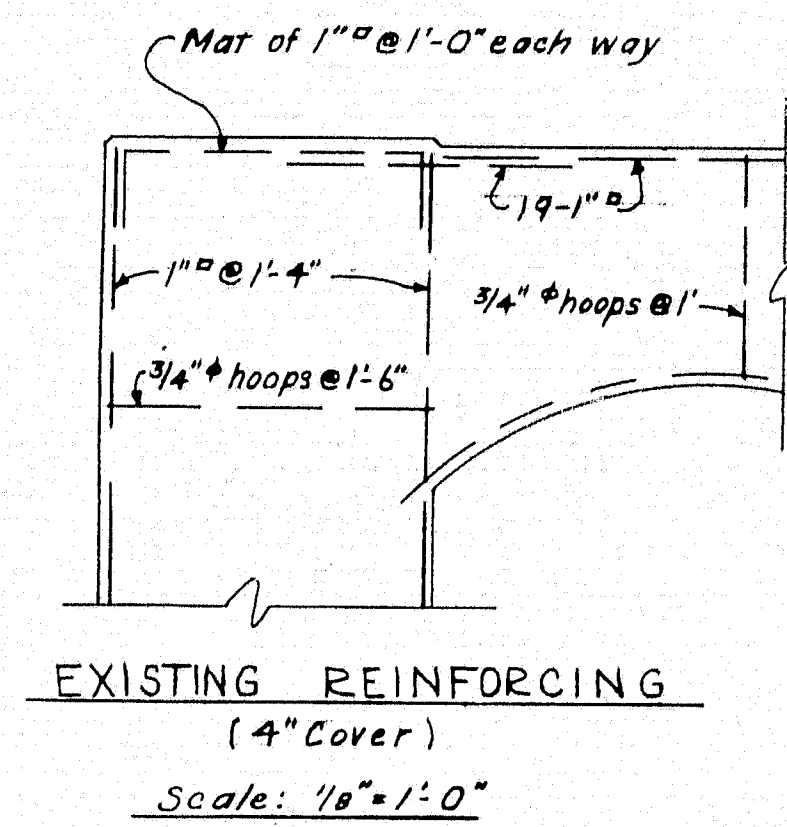 Mat of 1"□ @ 1'-0" each way
19-1"□
1"□ @ 1'-4"
3/4" ϕ hoops @ 1'
3/4" ϕ hoops @ 1'-6"
EXISTING REINFORCING
(4" Cover)
Scale: 1/8" = 1'-0"